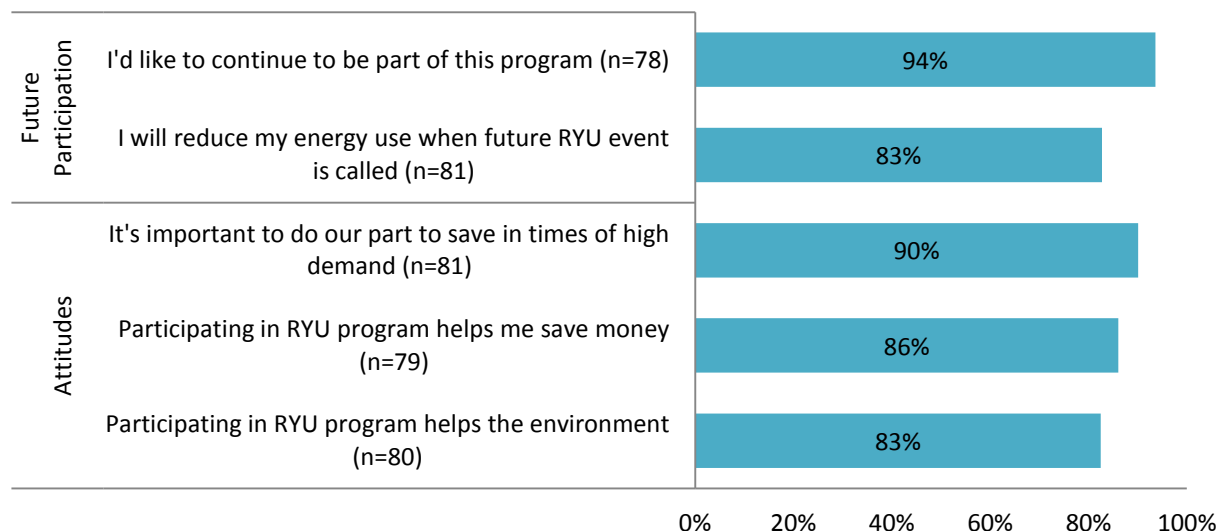 Future
Participation
I'd like to continue to be part of this program (n=78)
94%
I will reduce my energy use when future RYU event
is called (n=81)
83%
Attitudes
It's important to do our part to save in times of high
demand (n=81)
90%
Participating in RYU program helps me save money
(n=79)
86%
Participating in RYU program helps the environment
(n=80)
83%
0% 20% 40% 60% 80% 100%